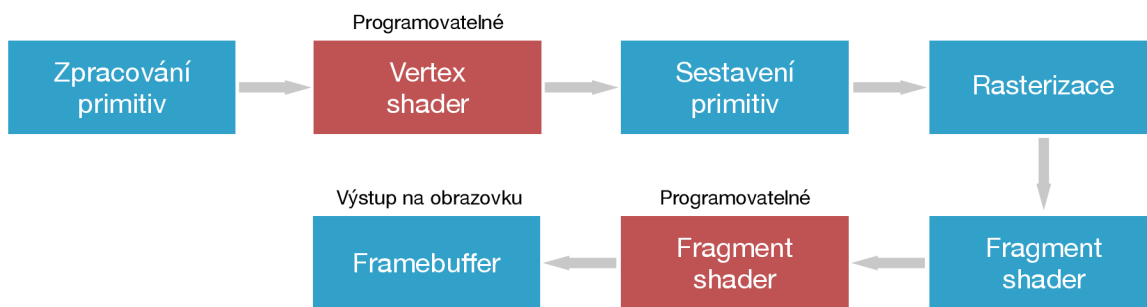 Programovatelné
Zpracování
primitiv
Vertex
shader
Sestavení
primitiv
Rasterizace
Výstup na obrazovku
Programovatelné
Framebuffer
Fragment
shader
Fragment
shader